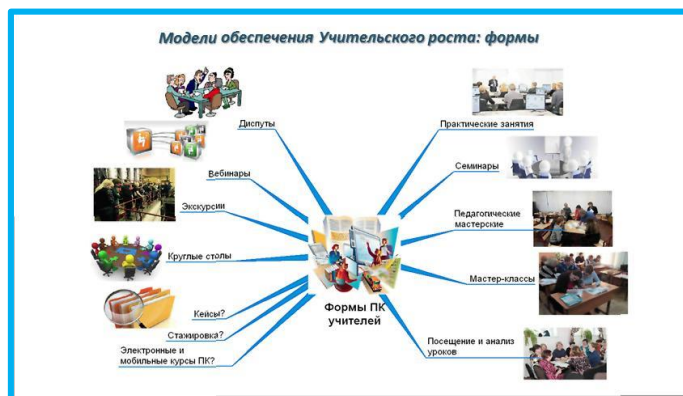 Модели обеспечения Учительского роста: формы
Диспуты
Вебинары
Экскурсии
Круглые столы
Кейсы?
Стажировка?
Электронные и
мобильные курсы ПК?
Формы ПК
учителей
Практические занятия
Семинары
Педагогические
мастерские
Мастер-классы
Посещение и анализ
уроков